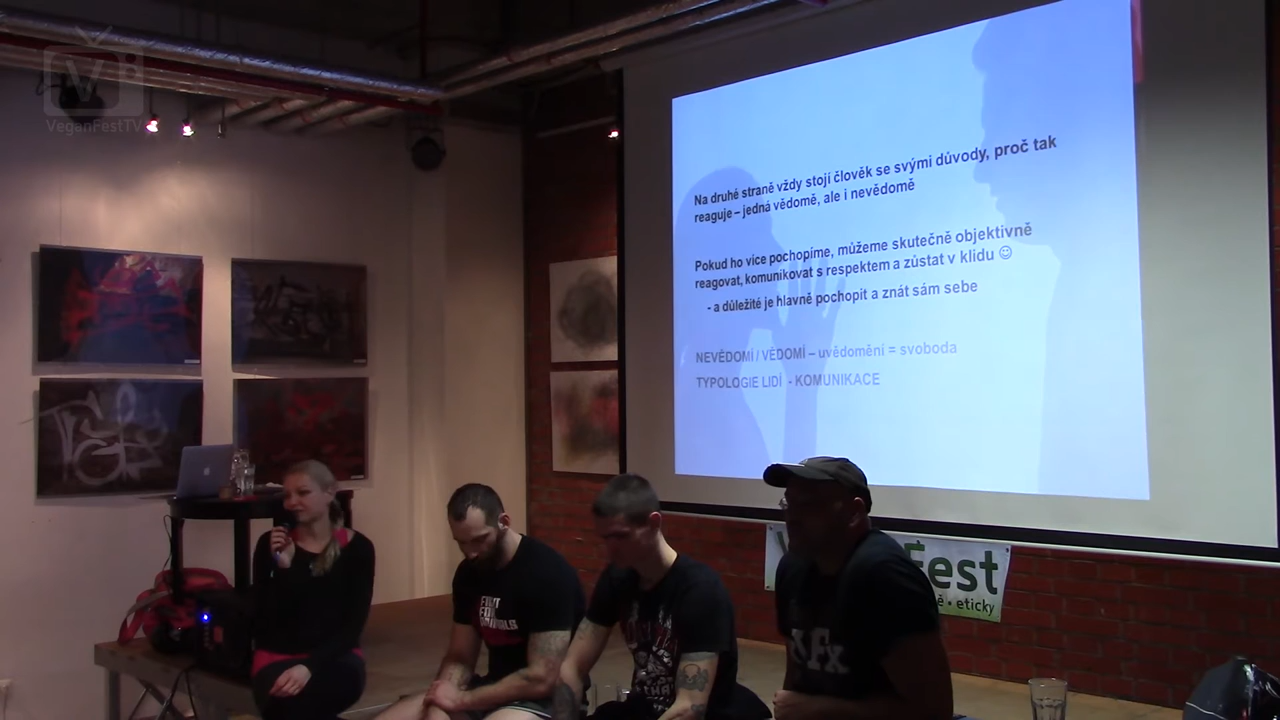 VeganFestTV
Na druhé straně vždy stojí člověk se svými důvody, proč tak
reaguje – jedná vědomě, ale i nevědomě
Pokud ho více pochopíme, můžeme skutečně objektivně
reagovat, komunikovat s respektem a zůstat v klidu ☺
- a důležité je hlavně pochopit a znát sám sebe
NEVĚDOMÍ / VĚDOMÍ – uvědomění = svoboda
TYPOLOGIE LIDÍ - KOMUNIKACE
Fest
eticky